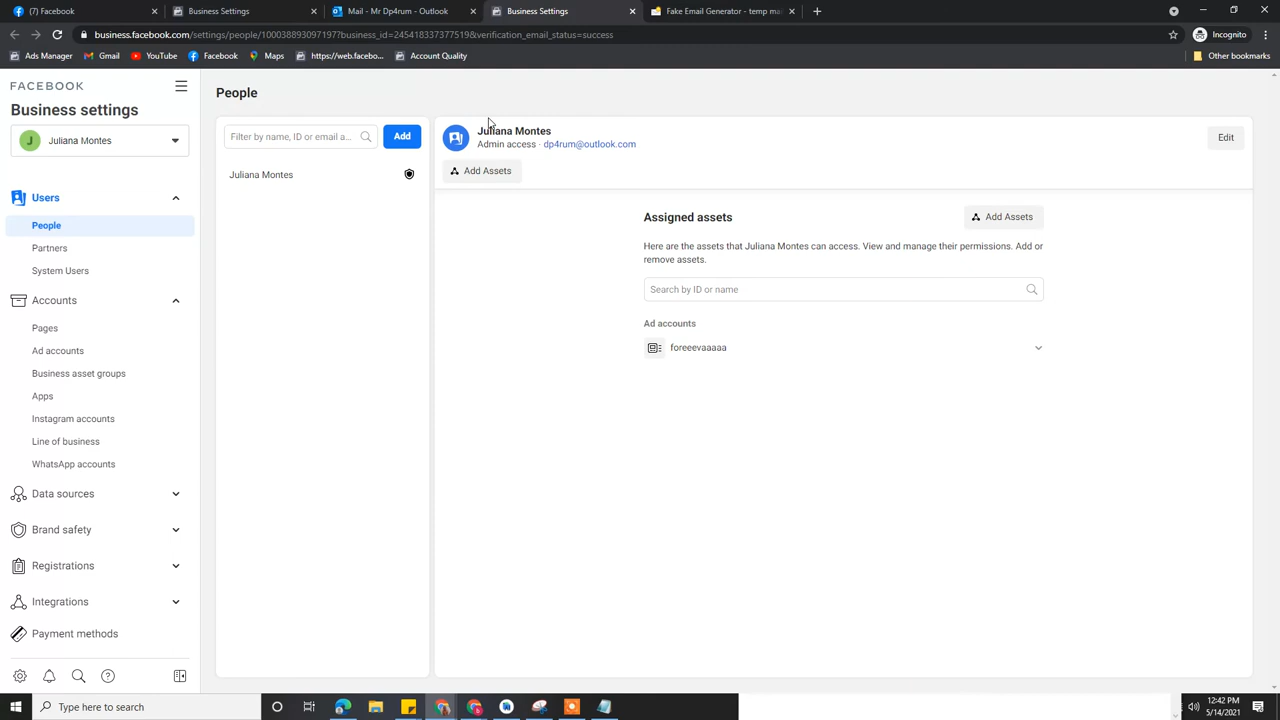 (2) Facebook
Business Settings
Mail - Mr Dp4rum - Outlook
Business Settings
Fake Email Generator - temp ma
business.facebook.com/settings/people/100038893097197?business_id=245418337377519&verification_email_status=success
Incognito
Ads Manager
Gmail
YouTube
Facebook
Maps
https://web.facebo...
Account Quality
Other bookmarks
FACEBOOK
Business settings
J
Juliana Montes
Users
People
Partners
System Users
Accounts
Pages
Ad accounts
Business asset groups
Apps
Instagram accounts
Line of business
WhatsApp accounts
Data sources
Brand safety
Registrations
Integrations
Payment methods
People
Filter by name, ID or email a...
Add
Juliana Montes
Juliana Montes
Admin access · dp4rum@outlook.com
Edit
Add Assets
Assigned assets
Add Assets
Here are the assets that Juliana Montes can access. View and manage their permissions. Add or
remove assets.
Search by ID or name
Ad accounts
foreeevaaaaa
Type here to search
12:42 PM
5/14/2021